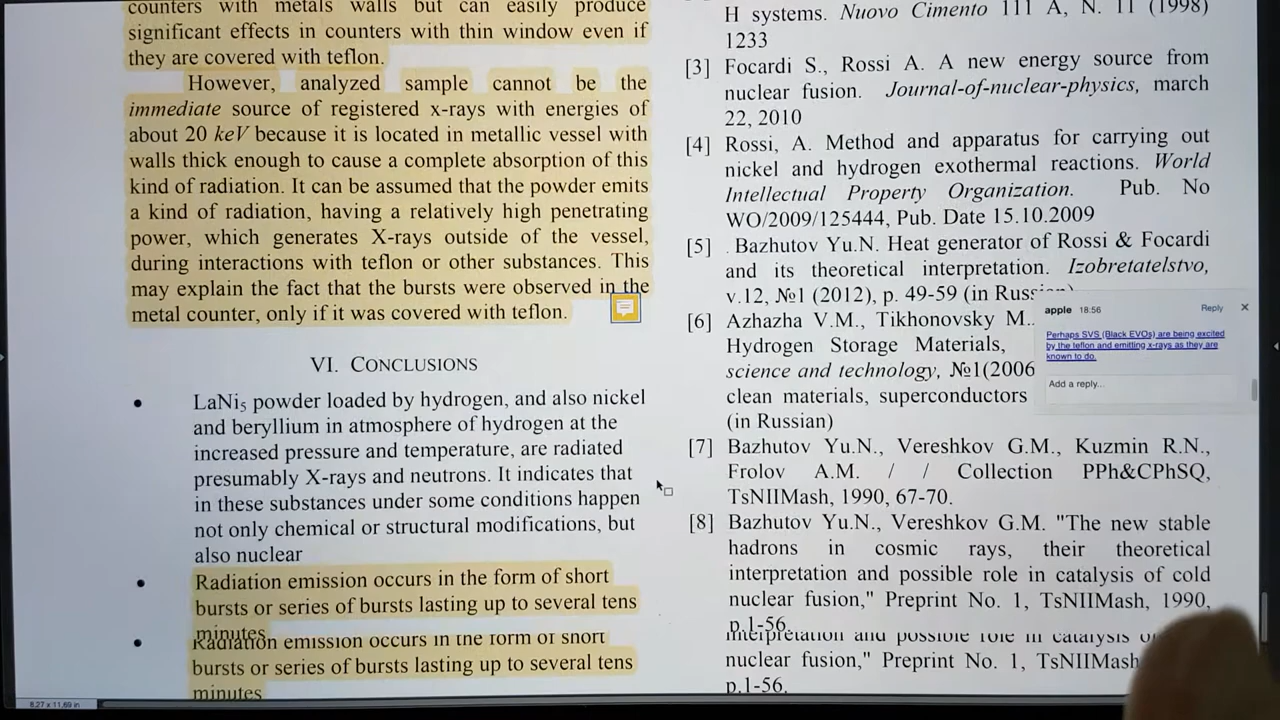 counters with metals walls but can easily produce
significant effects in counters with thin window even if
they are covered with teflon.
However, analyzed sample cannot be the
immediate source of registered x-rays with energies of
about 20 keV because it is located in metallic vessel with
walls thick enough to cause a complete absorption of this
kind of radiation. It can be assumed that the powder emits
a kind of radiation, having a relatively high penetrating
power, which generates X-rays outside of the vessel,
during interactions with teflon or other substances. This
may explain the fact that the bursts were observed in the
metal counter, only if it was covered with teflon.
VI. CONCLUSIONS
• LaNi5 powder loaded by hydrogen, and also nickel
and beryllium in atmosphere of hydrogen at the
increased pressure and temperature, are radiated
presumably X-rays and neutrons. It indicates that
in these substances under some conditions happen
not only chemical or structural modifications, but
also nuclear
• Radiation emission occurs in the form of short
bursts or series of bursts lasting up to several tens
minutes
• Radiation emission occurs in the form of short
bursts or series of bursts lasting up to several tens
minutes
H systems. Nuovo Cimento 111 A, N. 11 (1998)
1233
[3] Focardi S., Rossi A. A new energy source from
nuclear fusion. Journal-of-nuclear-physics, march
22, 2010
[4] Rossi, A. Method and apparatus for carrying out
nickel and hydrogen exothermal reactions. World
Intellectual Property Organization. Pub. No
WO/2009/125444, Pub. Date 15.10.2009
[5] . Bazhutov Yu.N. Heat generator of Rossi & Focardi
and its theoretical interpretation. Izobretatelstvo,
v.12, №1 (2012), p. 49-59 (in Russian)
[6] Azhazha V.M., Tikhonovsky M..
Hydrogen Storage Materials,
science and technology, №1(2006
clean materials, superconductors
(in Russian)
[7] Bazhutov Yu.N., Vereshkov G.M., Kuzmin R.N.,
Frolov A.M. / / Collection PPh&CPhSQ,
TsNIIMash, 1990, 67-70.
[8] Bazhutov Yu.N., Vereshkov G.M. "The new stable
hadrons in cosmic rays, their theoretical
interpretation and possible role in catalysis of cold
nuclear fusion," Preprint No. 1, TsNIIMash, 1990,
p.1-56.
interpretation and possible role in catalysis
nuclear fusion," Preprint No. 1, TsNIIMash
p.1-56.
apple 18:56 Reply
Perhaps SVS (Black EVOs) are being excited
by the teflon and emitting x-rays as they are
known to do.
Add a reply...
8,27 x 11,69 in